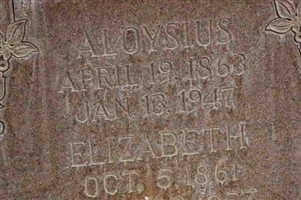 ALOYSIUS
APRIL 19, 1863
JAN 13, 1947
ELIZABETH
OCT. 5, 1861